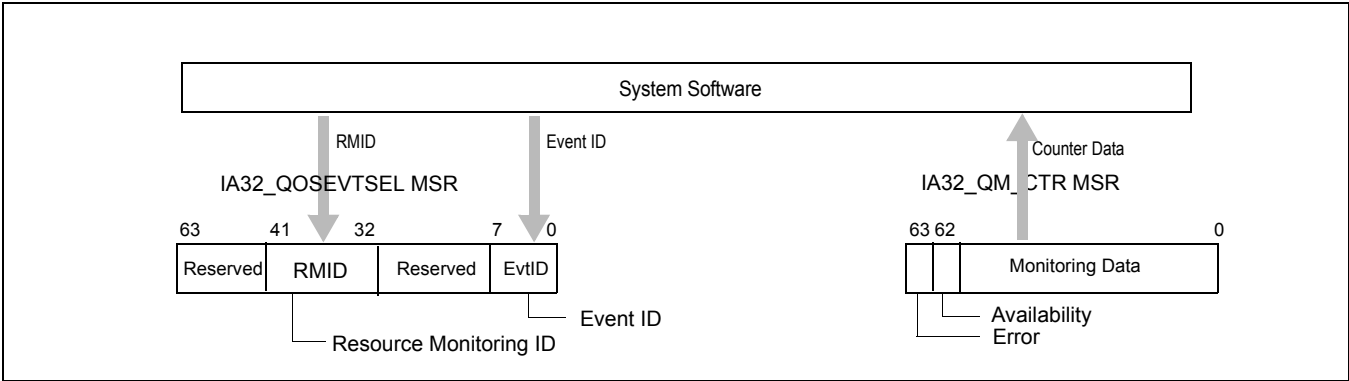 System Software
RMID
Event ID
Counter Data
IA32_QOSEVTSEL MSR
IA32_QM_CTR MSR
63 41 32 7 0
63 62 0
Reserved RMID Reserved EvtID
Monitoring Data
Event ID
Resource Monitoring ID
Availability
Error